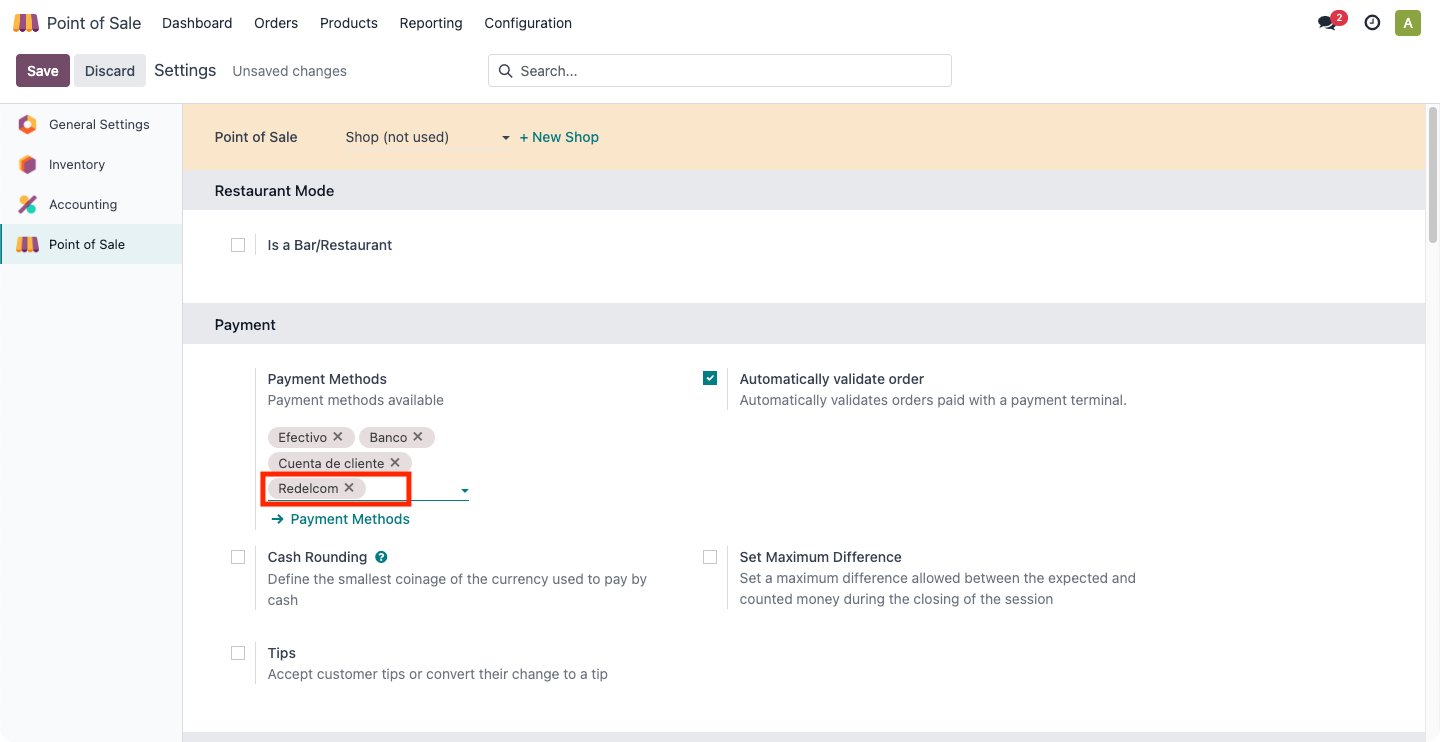 Point of Sale Dashboard Orders Products Reporting Configuration 2 A
Save Discard Settings Unsaved changes Search...
General Settings
Inventory
Accounting
Point of Sale
Point of Sale Shop (not used) + New Shop
Restaurant Mode
Is a Bar/Restaurant
Payment
Payment Methods
Payment methods available
Efectivo Banco
Cuenta de cliente
Redelcom
Payment Methods
Automatically validate order
Automatically validates orders paid with a payment terminal.
Cash Rounding ?
Define the smallest coinage of the currency used to pay by
cash
Set Maximum Difference
Set a maximum difference allowed between the expected and
counted money during the closing of the session
Tips
Accept customer tips or convert their change to a tip